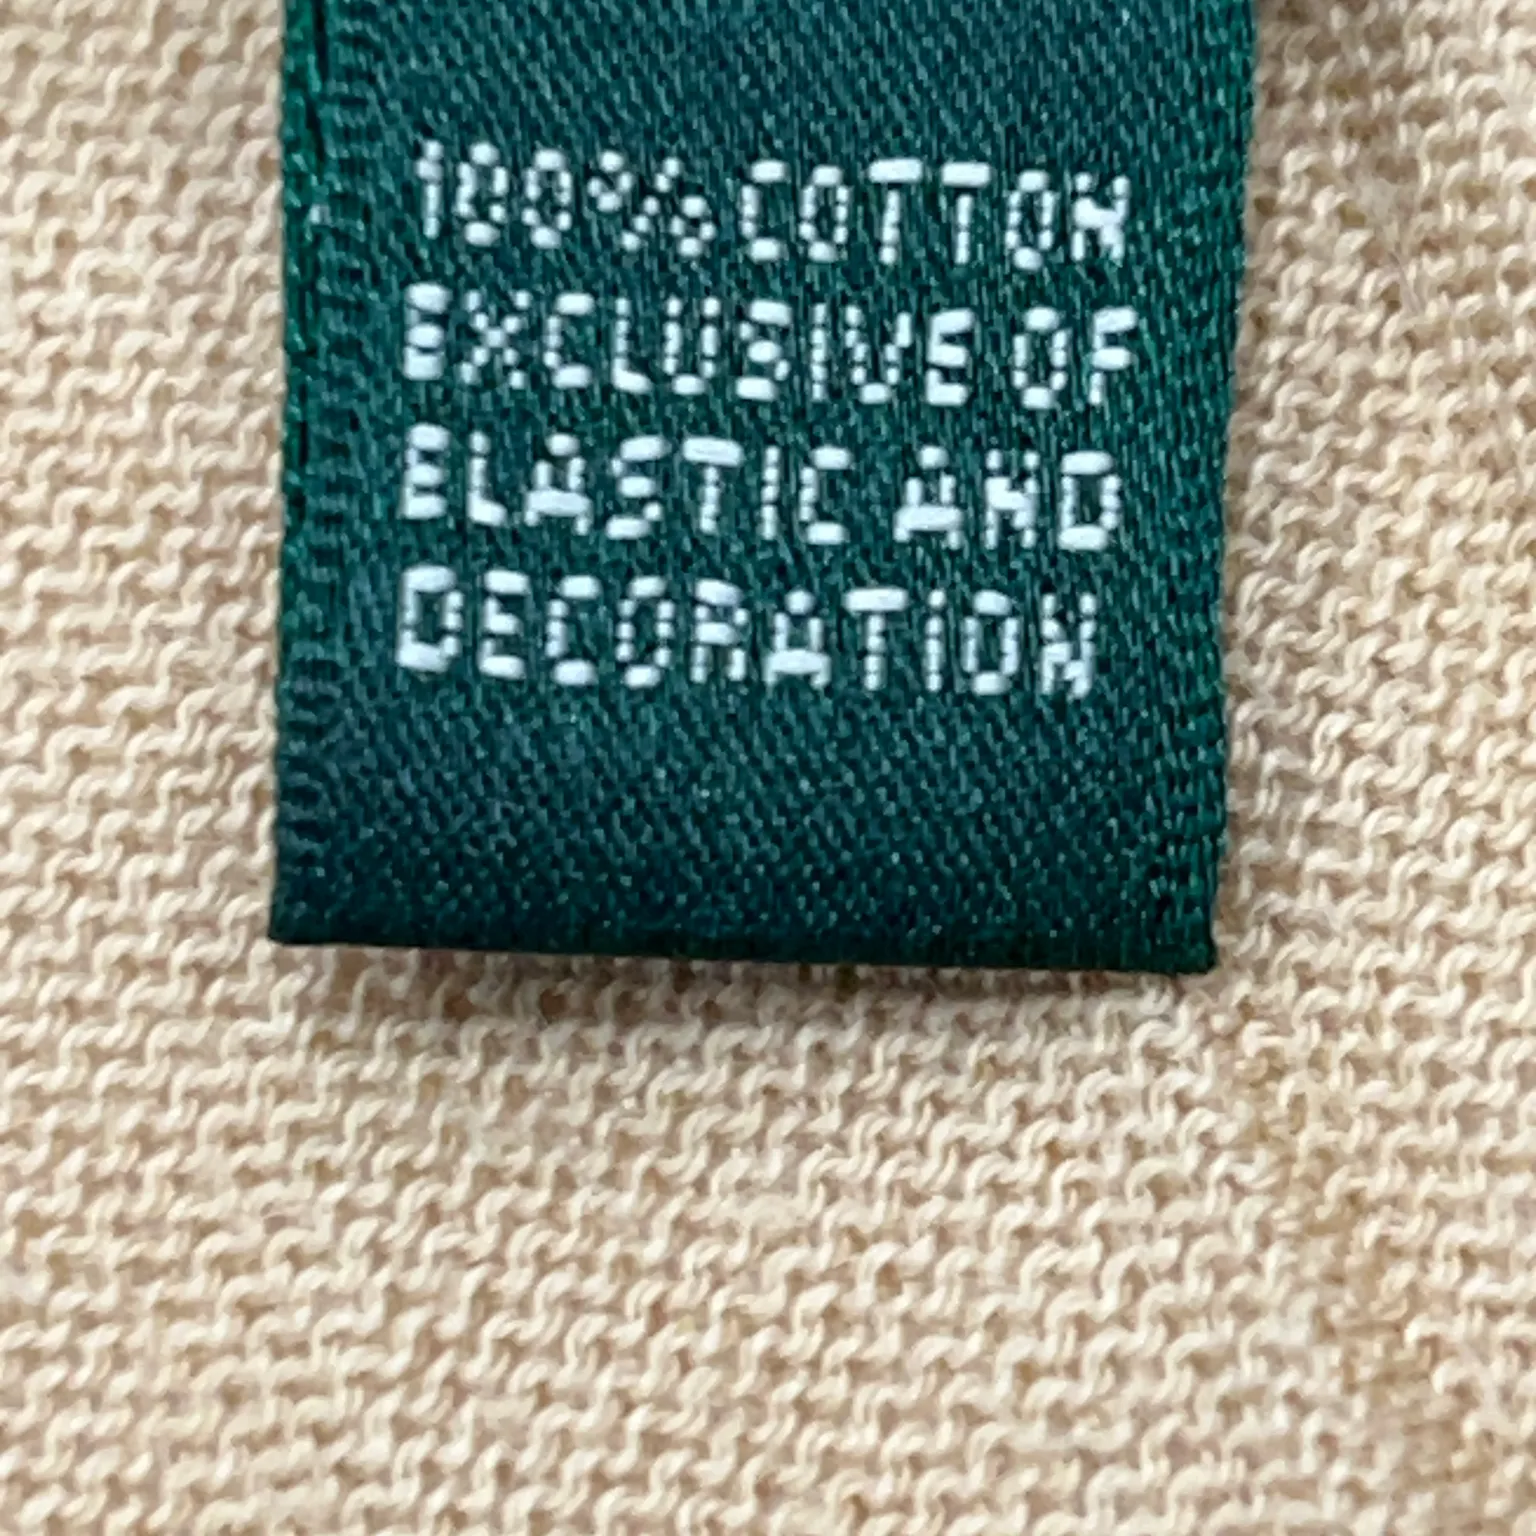 100% COTTON
EXCLUSIVE OF
ELASTIC AND
DECORATION